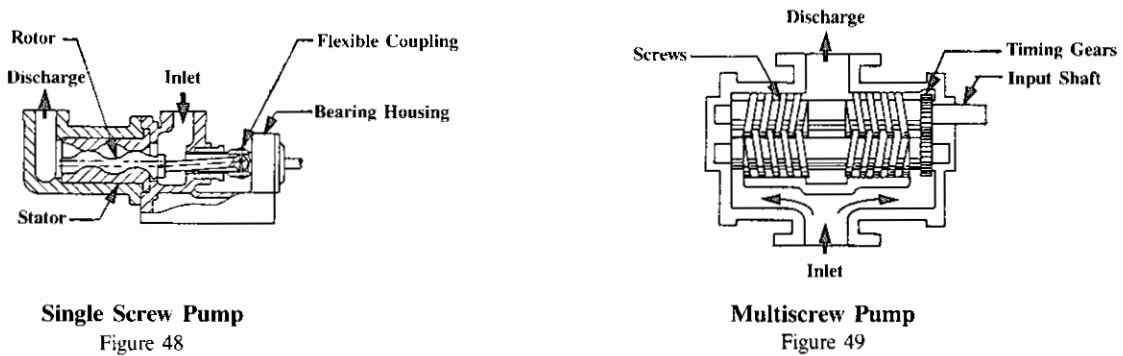 Rotor
Flexible Coupling
Discharge
Inlet
Bearing Housing
Stator
Single Screw Pump
Figure 48
Discharge
Screws
Timing Gears
Input Shaft
Inlet
Multiscrew Pump
Figure 49